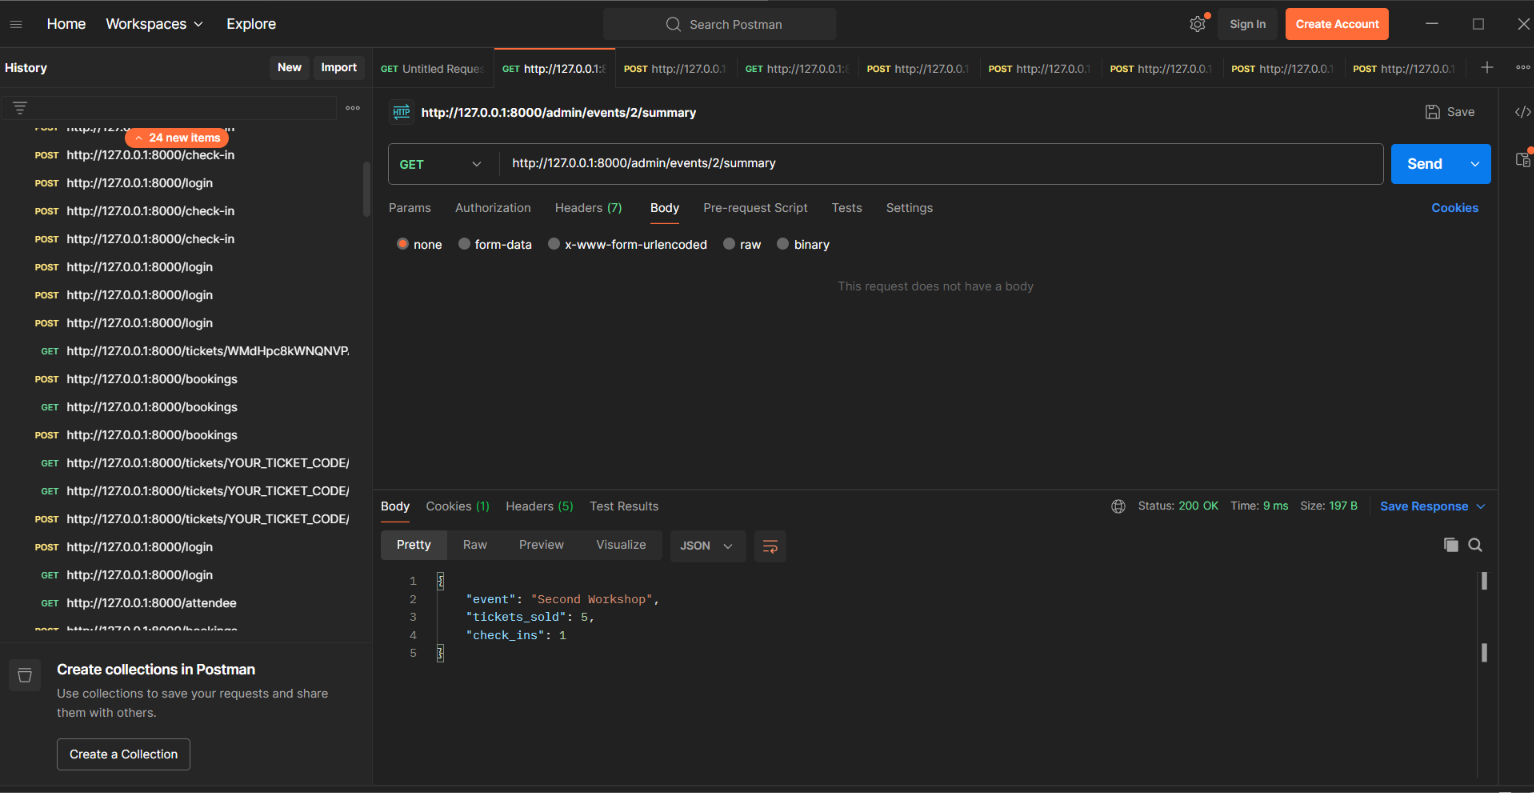 Home Workspaces Explore Search Postman Sign In Create Account
History New Import
GET Untitled Reques GET http://127.0.0.1:8 POST http://127.0.0.1: GET http://127.0.0.1:8 POST http://127.0.0.1: POST http://127.0.0.1: POST http://127.0.0.1: POST http://127.0.0.1: POST http://127.0.0.1:
HTTP http://127.0.0.1:8000/admin/events/2/summary Save
24 new items
POST http://127.0.0.1:8000/check-in
POST http://127.0.0.1:8000/login
POST http://127.0.0.1:8000/check-in
POST http://127.0.0.1:8000/check-in
POST http://127.0.0.1:8000/login
POST http://127.0.0.1:8000/login
POST http://127.0.0.1:8000/login
GET http://127.0.0.1:8000/tickets/WMdHpc8kWNQNVP
POST http://127.0.0.1:8000/bookings
GET http://127.0.0.1:8000/bookings
POST http://127.0.0.1:8000/bookings
GET http://127.0.0.1:8000/tickets/YOUR_TICKET_CODE/
GET http://127.0.0.1:8000/tickets/YOUR_TICKET_CODE/
POST http://127.0.0.1:8000/tickets/YOUR_TICKET_CODE/
POST http://127.0.0.1:8000/login
GET http://127.0.0.1:8000/login
GET http://127.0.0.1:8000/attendee
POST http://127.0.0.1:8000/bookings
Create collections in Postman
Use collections to save your requests and share
them with others.
Create a Collection
GET http://127.0.0.1:8000/admin/events/2/summary Send
Params Authorization Headers (7) Body Pre-request Script Tests Settings Cookies
none form-data x-www-form-urlencoded raw binary
This request does not have a body
Body Cookies (1) Headers (5) Test Results Status: 200 OK Time: 9 ms Size: 197 B Save Response
Pretty Raw Preview Visualize JSON
1 {
2 "event": "Second Workshop",
3 "tickets_sold": 5,
4 "check_ins": 1
5 }